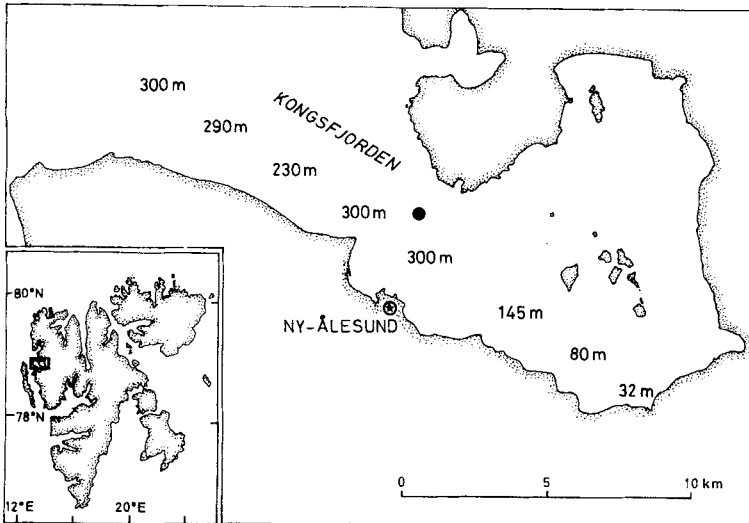 300 m
KONGSFJORDEN
290 m
230 m
300 m
300 m
NY-ÅLESUND
145 m
80 m
32 m
80°N
78°N
12°E
20°E
0 5 10 km